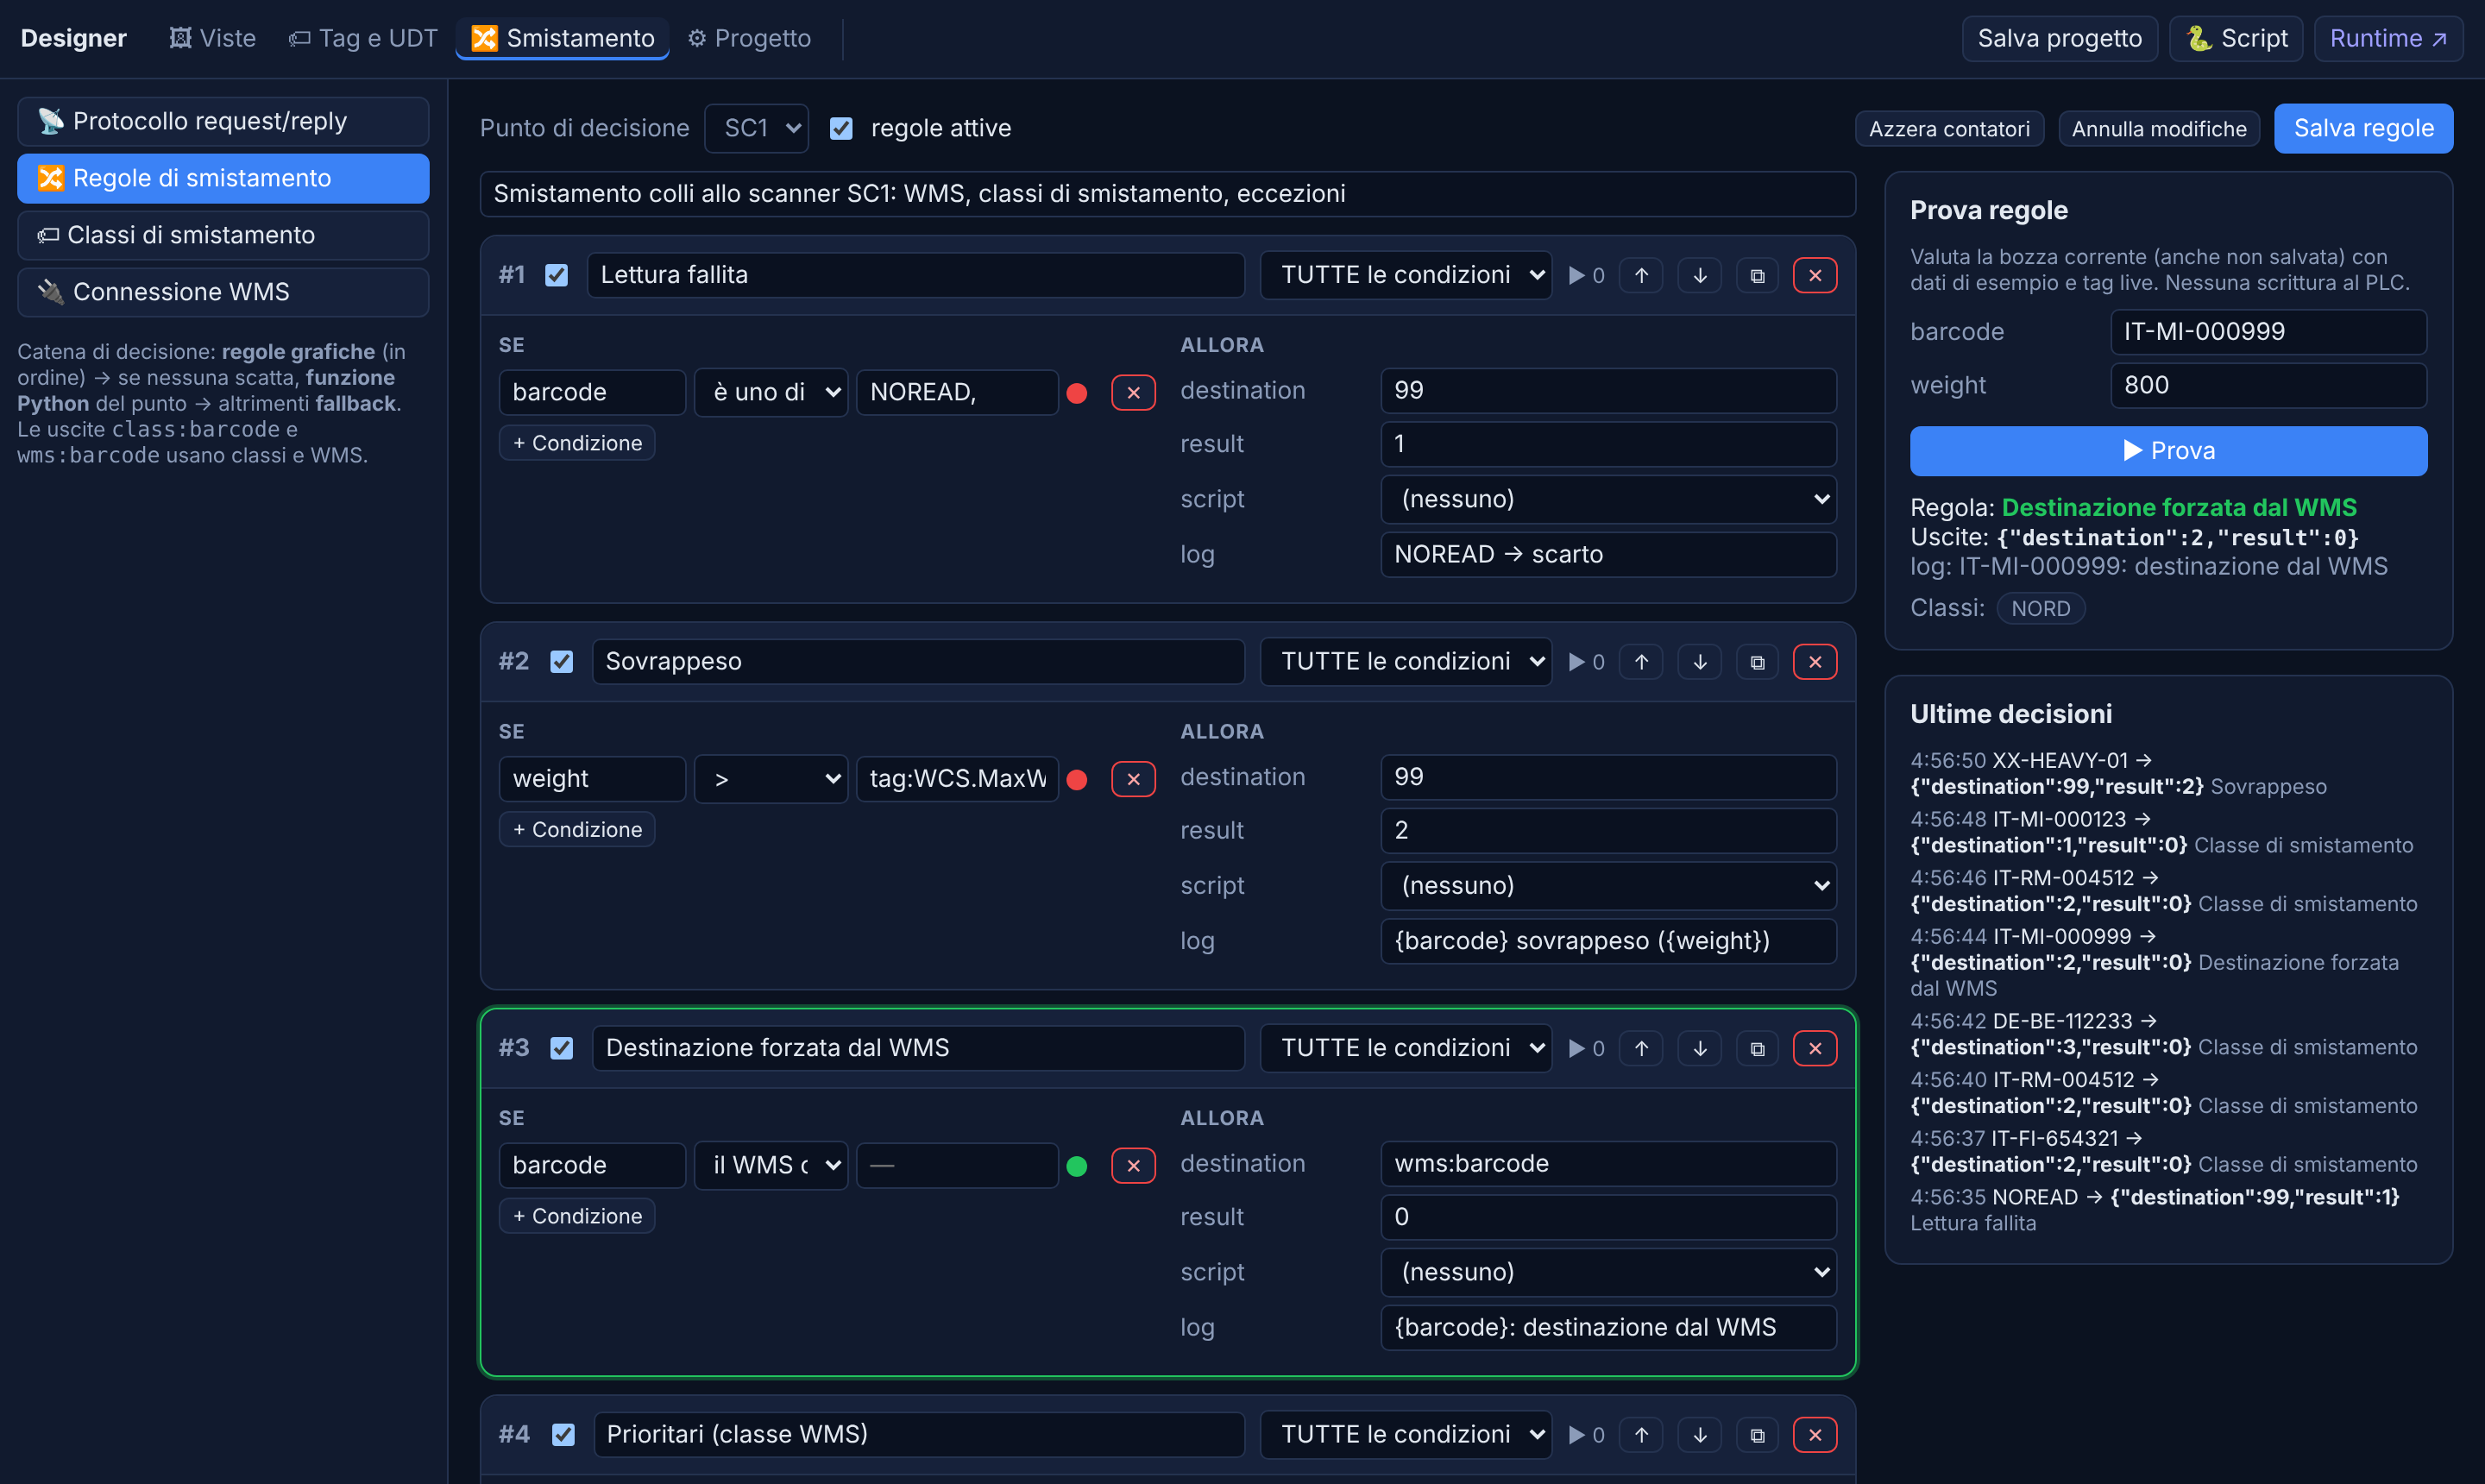 Designer
Viste
Tag e UDT
Smistamento
Progetto
Salva progetto
Script
Runtime ↗
Protocollo request/reply
Regole di smistamento
Classi di smistamento
Connessione WMS
Catena di decisione: regole grafiche (in
ordine) → se nessuna scatta, funzione
Python del punto → altrimenti fallback.
Le uscite class:barcode e
wms:barcode usano classi e WMS.
Punto di decisione SC1 regole attive
Azzera contatori
Annulla modifiche
Salva regole
Smistamento colli allo scanner SC1: WMS, classi di smistamento, eccezioni
#1 Lettura fallita TUTTE le condizioni ▶ 0 ↑ ↓ ⧉ ✕
SE
barcode è uno di NOREAD, ✕
+ Condizione
ALLORA
destination 99
result 1
script (nessuno)
log NOREAD → scarto
#2 Sovrappeso TUTTE le condizioni ▶ 0 ↑ ↓ ⧉ ✕
SE
weight > tag:WCS.MaxW ✕
+ Condizione
ALLORA
destination 99
result 2
script (nessuno)
log {barcode} sovrappeso ({weight})
#3 Destinazione forzata dal WMS TUTTE le condizioni ▶ 0 ↑ ↓ ⧉ ✕
SE
barcode il WMS c — ✕
+ Condizione
ALLORA
destination wms:barcode
result 0
script (nessuno)
log {barcode}: destinazione dal WMS
#4 Prioritari (classe WMS) TUTTE le condizioni ▶ 0 ↑ ↓ ⧉ ✕
Prova regole
Valuta la bozza corrente (anche non salvata) con
dati di esempio e tag live. Nessuna scrittura al PLC.
barcode IT-MI-000999
weight 800
▶ Prova
Regola: Destinazione forzata dal WMS
Uscite: {"destination":2,"result":0}
log: IT-MI-000999: destinazione dal WMS
Classi: NORD
Ultime decisioni
4:56:50 XX-HEAVY-01 →
{"destination":99,"result":2} Sovrappeso
4:56:48 IT-MI-000123 →
{"destination":1,"result":0} Classe di smistamento
4:56:46 IT-RM-004512 →
{"destination":2,"result":0} Classe di smistamento
4:56:44 IT-MI-000999 →
{"destination":2,"result":0} Destinazione forzata
dal WMS
4:56:42 DE-BE-112233 →
{"destination":3,"result":0} Classe di smistamento
4:56:40 IT-RM-004512 →
{"destination":2,"result":0} Classe di smistamento
4:56:37 IT-FI-654321 →
{"destination":2,"result":0} Classe di smistamento
4:56:35 NOREAD → {"destination":99,"result":1}
Lettura fallita